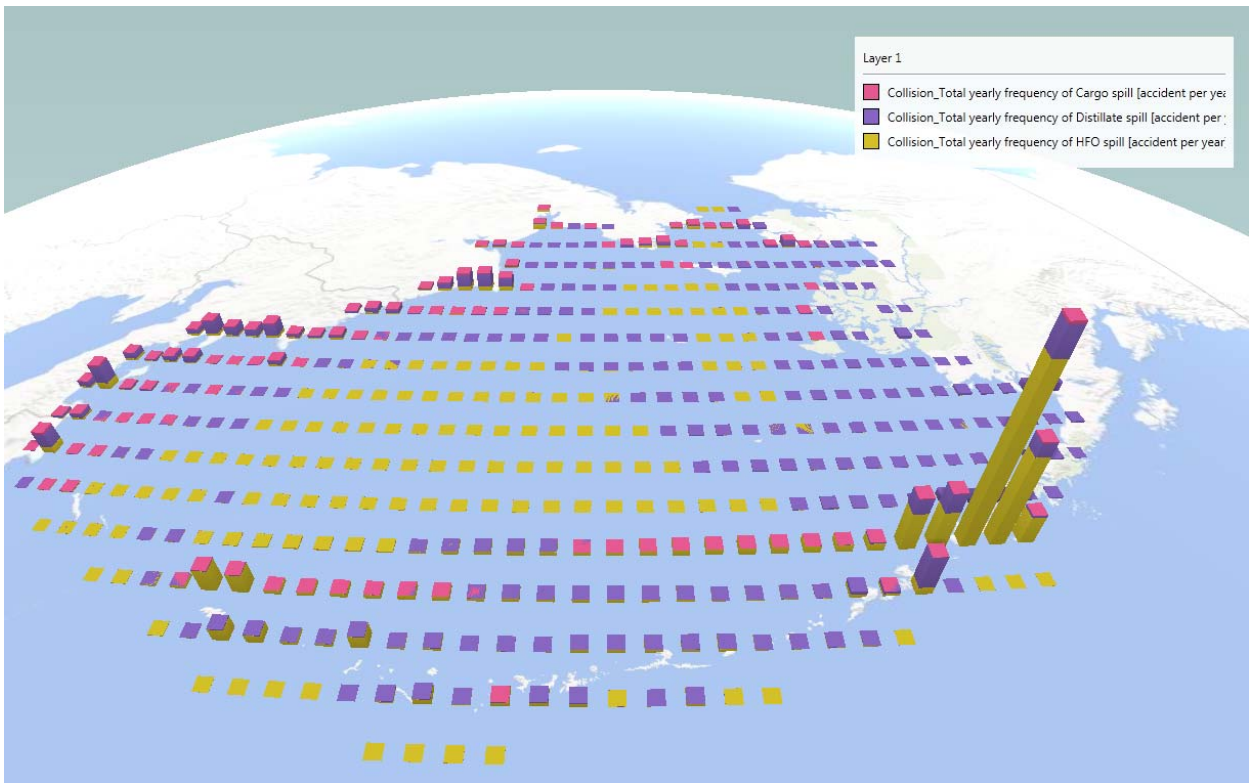 Layer 1
Collision_Total yearly frequency of Cargo spill [accident per yea
Collision_Total yearly frequency of Distillate spill [accident per
Collision_Total yearly frequency of HFO spill [accident per year